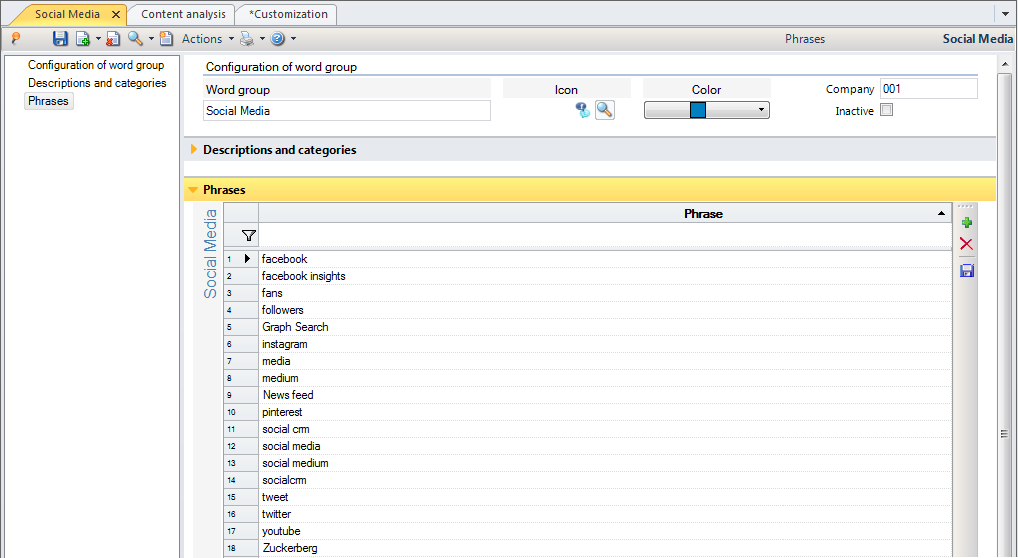 Social Media
Content analysis
*Customization
Actions
Phrases
Social Media
Configuration of word group
Descriptions and categories
Phrases
Configuration of word group
Word group
Icon
Color
Company
001
Social Media
Inactive
Descriptions and categories
Phrases
Social Media
Phrase
1 facebook
2 facebook insights
3 fans
4 followers
5 Graph Search
6 instagram
7 media
8 medium
9 News feed
10 pinterest
11 social crm
12 social media
13 social medium
14 socialcrm
15 tweet
16 twitter
17 youtube
18 Zuckerberg